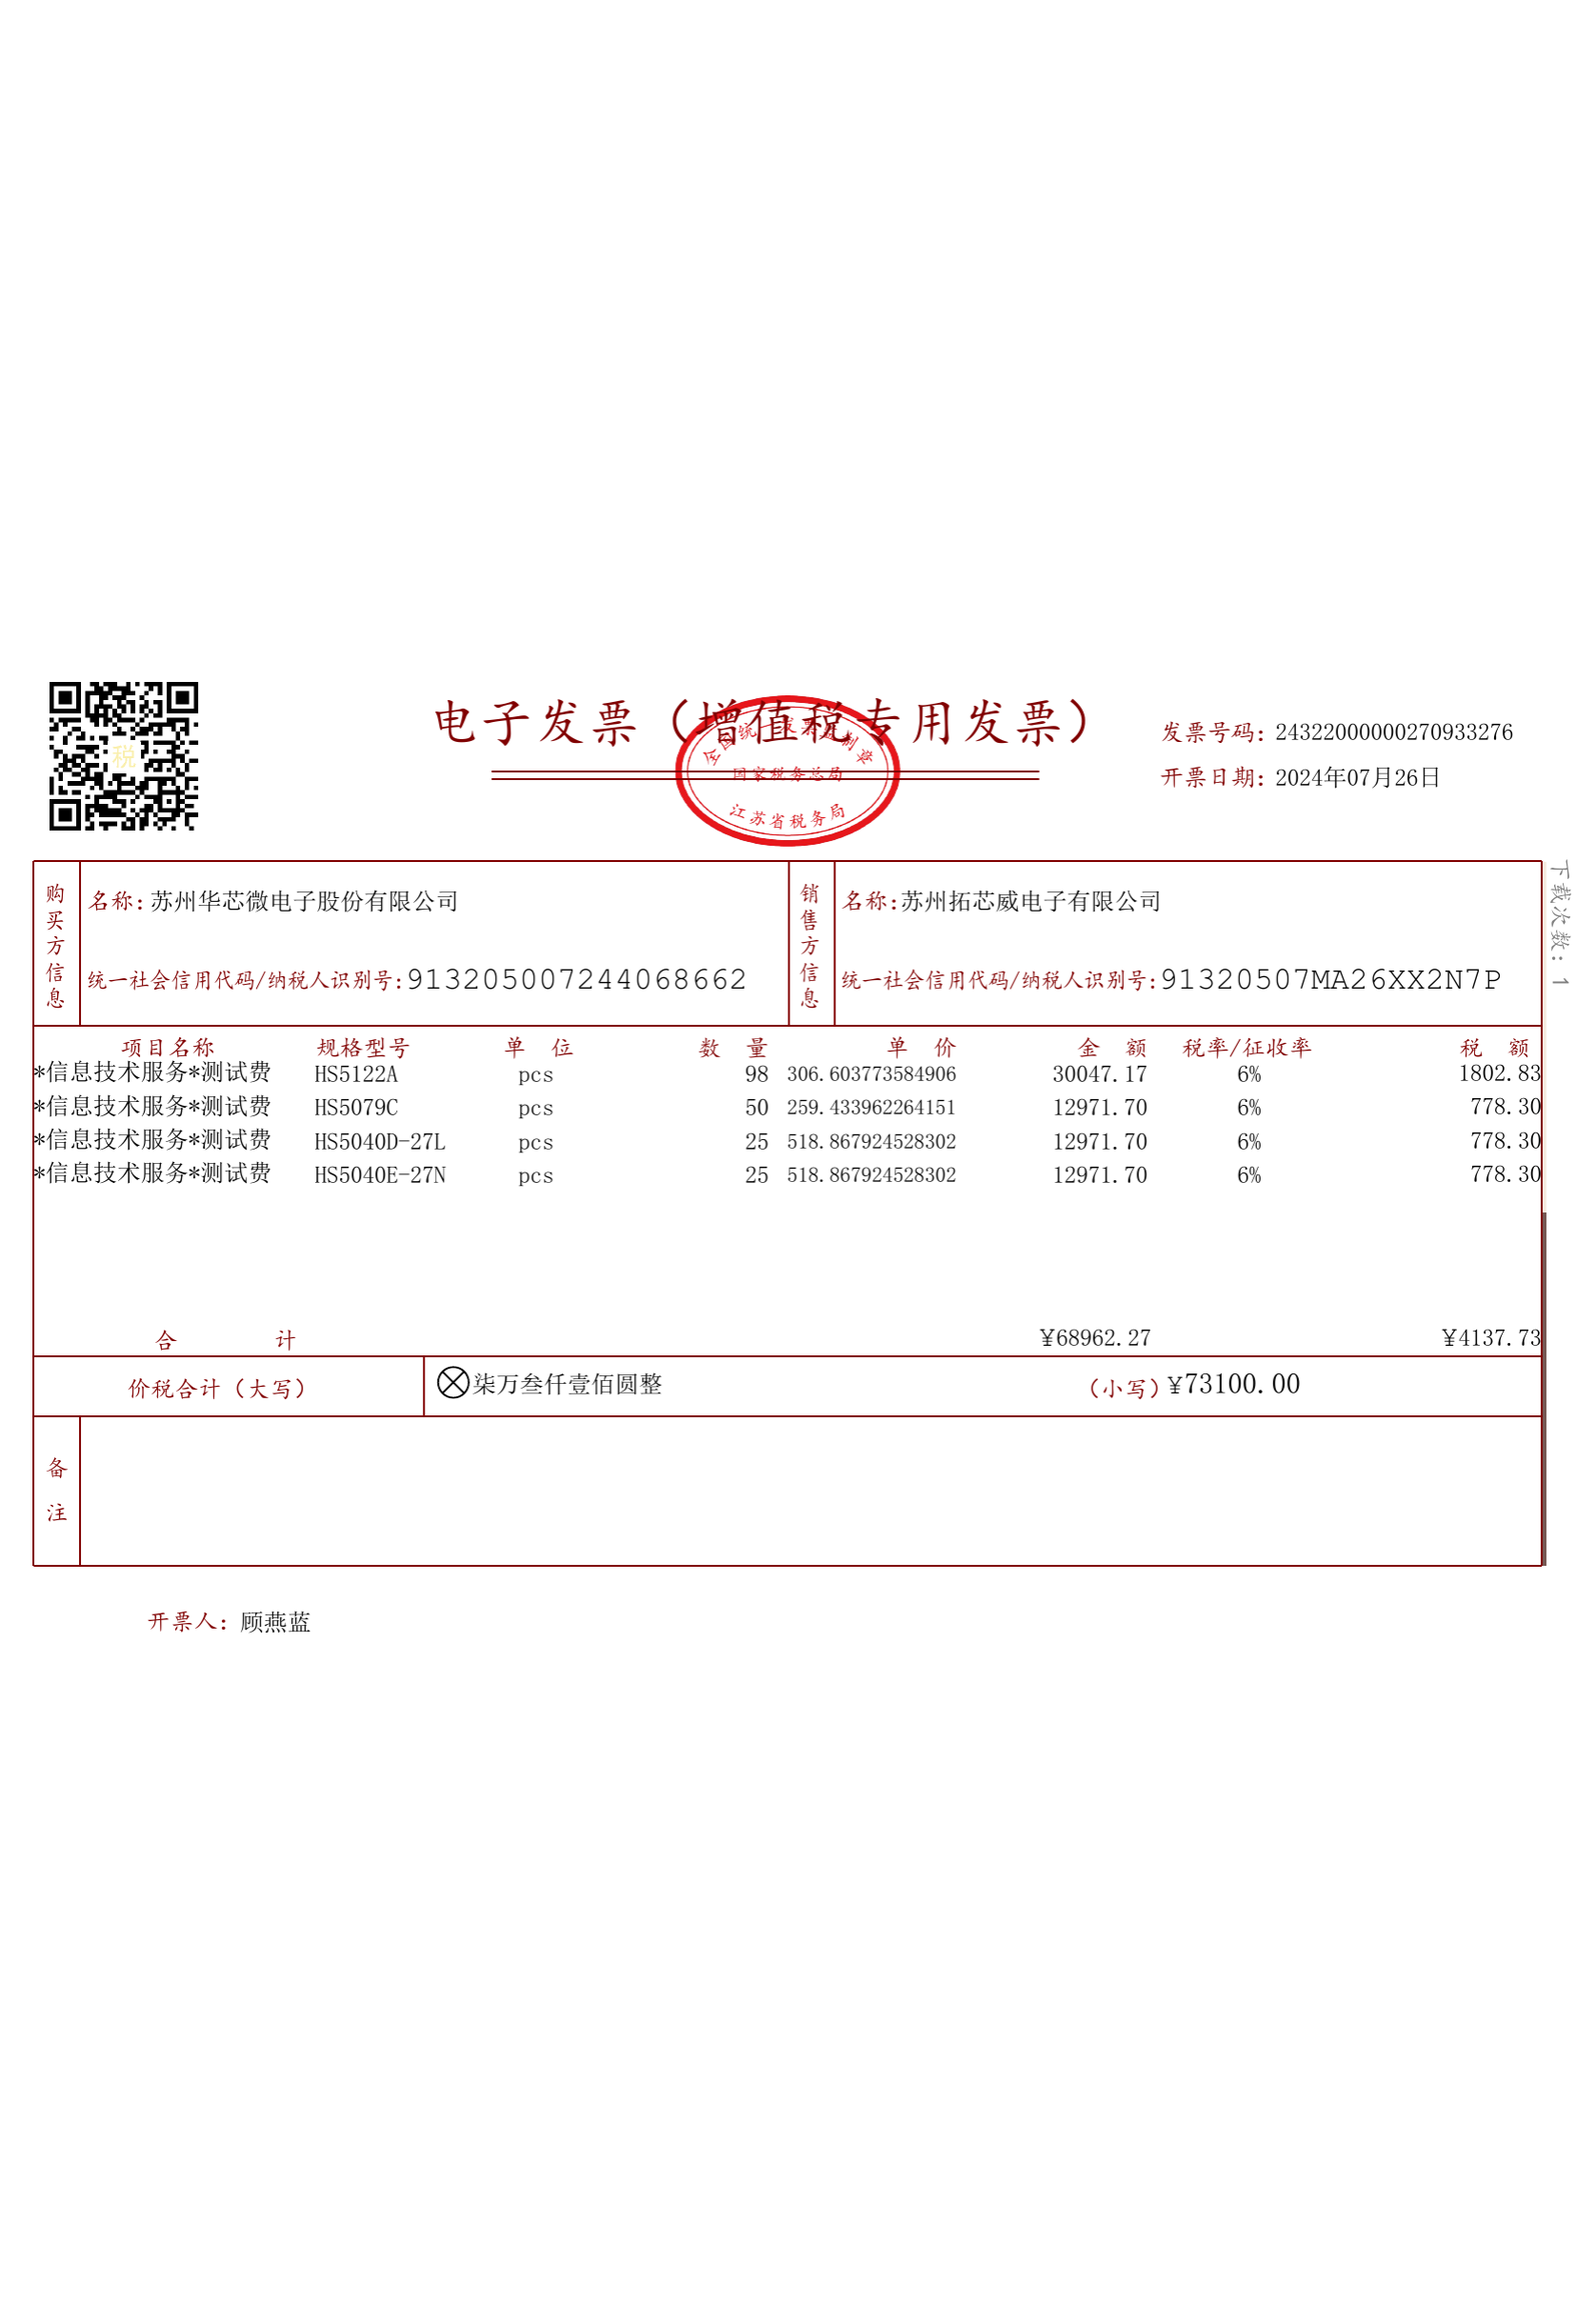 电子发票（增值税专用发票）
全国统一发票监制章
国家税务总局
江苏省税务局
税
发票号码：24322000000270933276
开票日期：2024年07月26日
下载次数：1
购买方信息
名称：苏州华芯微电子股份有限公司
统一社会信用代码/纳税人识别号：913205007244068662
销售方信息
名称：苏州拓芯威电子有限公司
统一社会信用代码/纳税人识别号：91320507MA26XX2N7P
项目名称 规格型号 单 位 数 量 单 价 金 额 税率/征收率 税 额
*信息技术服务*测试费 HS5122A pcs 98 306.603773584906 30047.17 6% 1802.83
*信息技术服务*测试费 HS5079C pcs 50 259.433962264151 12971.70 6% 778.30
*信息技术服务*测试费 HS5040D-27L pcs 25 518.867924528302 12971.70 6% 778.30
*信息技术服务*测试费 HS5040E-27N pcs 25 518.867924528302 12971.70 6% 778.30
合 计 ¥68962.27 ¥4137.73
价税合计（大写） 柒万叁仟壹佰圆整 （小写）¥73100.00
备注
开票人：顾燕蓝